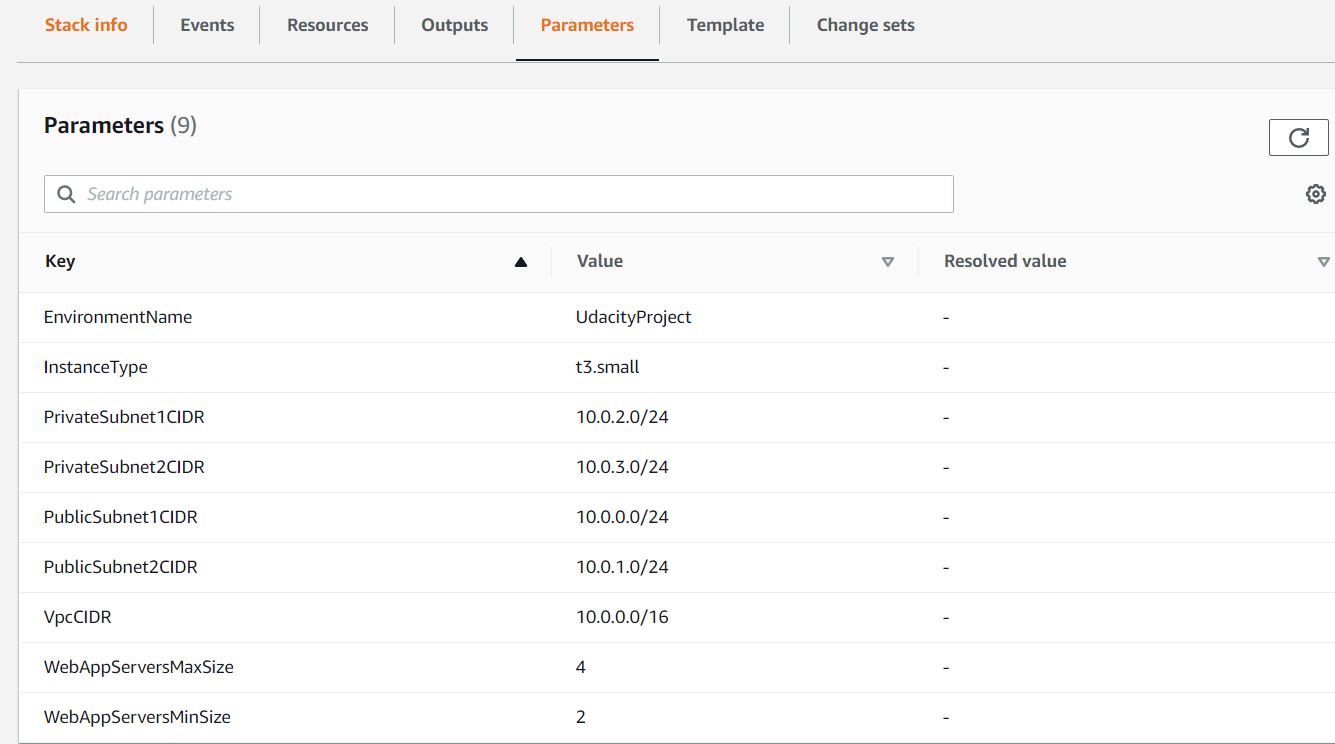 Stack info Events Resources Outputs Parameters Template Change sets
Parameters (9)
Search parameters
Key Value Resolved value
EnvironmentName UdacityProject -
InstanceType t3.small -
PrivateSubnet1CIDR 10.0.2.0/24 -
PrivateSubnet2CIDR 10.0.3.0/24 -
PublicSubnet1CIDR 10.0.0.0/24 -
PublicSubnet2CIDR 10.0.1.0/24 -
VpcCIDR 10.0.0.0/16 -
WebAppServersMaxSize 4 -
WebAppServersMinSize 2 -